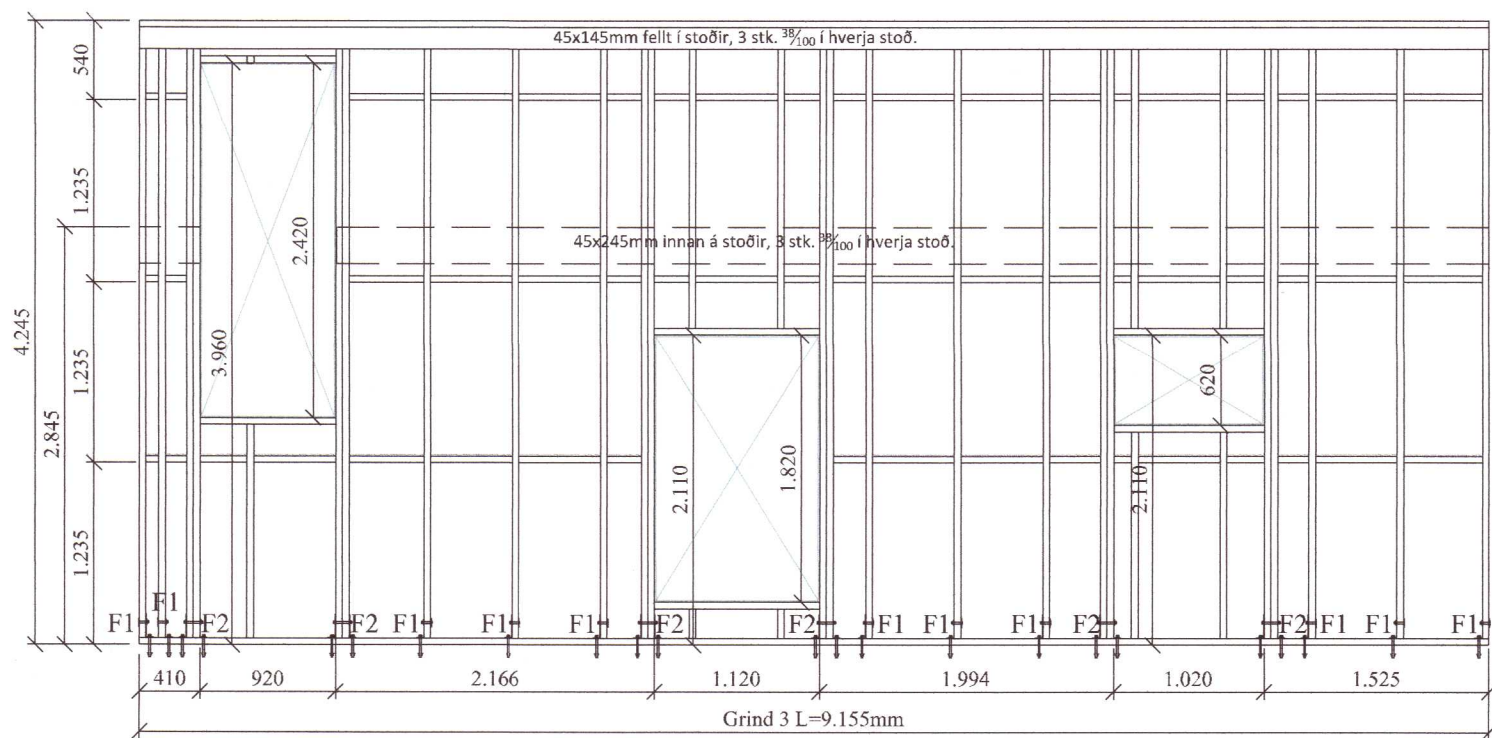 45x145mm fellt í stoðir, 3 stk. 38/100 í hverja stoð.
540
1.235
2.420
45x245mm innan á stoðir, 3 stk. 38/100 í hverja stoð.
4.245
3.960
1.235
620
2.845
2.110
1.820
2.110
1.235
F1
F1 F2 F2 F1 F1 F1 F2 F2 F1 F1 F1 F2 F2 F1 F1 F1
410 920 2.166 1.120 1.994 1.020 1.525
Grind 3 L=9.155mm